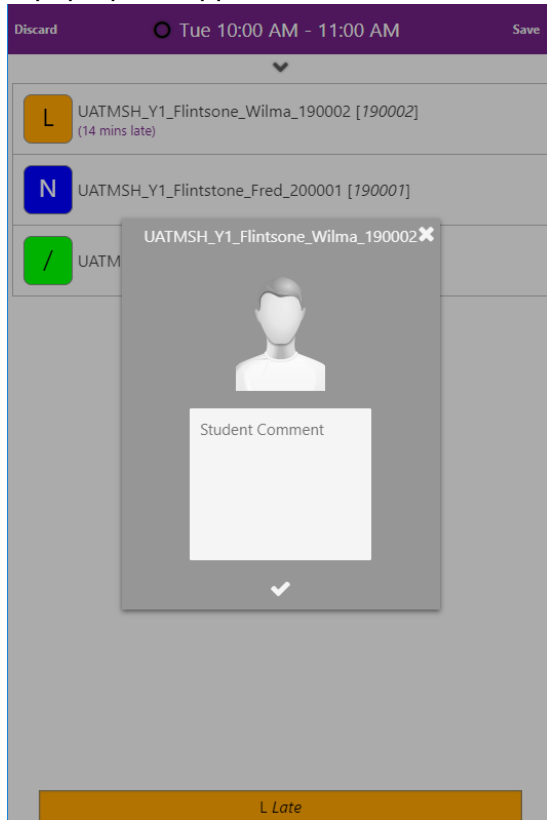 Discard Tue 10:00 AM - 11:00 AM Save
L UATMSH_Y1_Flintsone_Wilma_190002 [190002]
(14 mins late)
N UATMSH_Y1_Flintstone_Fred_200001 [190001]
/ UATM
UATMSH_Y1_Flintsone_Wilma_190002
Student Comment
L Late